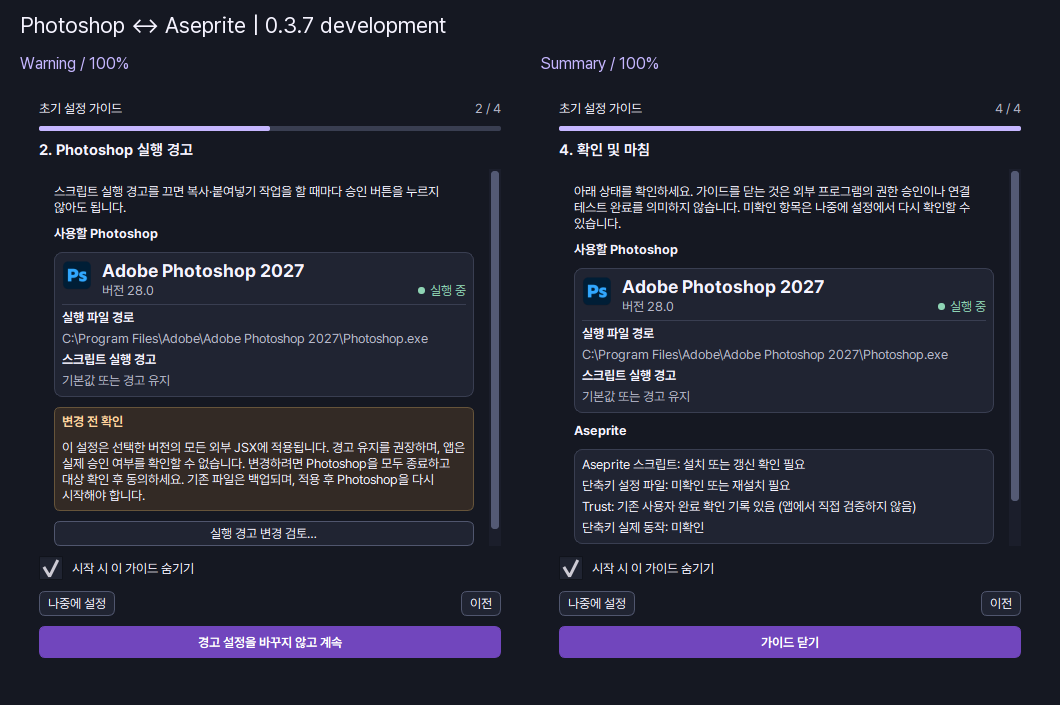 Photoshop ↔ Aseprite | 0.3.7 development
Warning / 100%
초기 설정 가이드
2 / 4
2. Photoshop 실행 경고
스크립트 실행 경고를 끄면 복사·붙여넣기 작업을 할 때마다 승인 버튼을 누르지
않아도 됩니다.
사용할 Photoshop
Ps
Adobe Photoshop 2027
버전 28.0
● 실행 중
실행 파일 경로
C:\Program Files\Adobe\Adobe Photoshop 2027\Photoshop.exe
스크립트 실행 경고
기본값 또는 경고 유지
변경 전 확인
이 설정은 선택한 버전의 모든 외부 JSX에 적용됩니다. 경고 유지를 권장하며, 앱은
실제 승인 여부를 확인할 수 없습니다. 변경하려면 Photoshop을 모두 종료하고
대상 확인 후 동의하세요. 기존 파일은 백업되며, 적용 후 Photoshop을 다시
시작해야 합니다.
실행 경고 변경 검토...
시작 시 이 가이드 숨기기
나중에 설정
이전
경고 설정을 바꾸지 않고 계속
Summary / 100%
초기 설정 가이드
4 / 4
4. 확인 및 마침
아래 상태를 확인하세요. 가이드를 닫는 것은 외부 프로그램의 권한 승인이나 연결
테스트 완료를 의미하지 않습니다. 미확인 항목은 나중에 설정에서 다시 확인할 수
있습니다.
사용할 Photoshop
Ps
Adobe Photoshop 2027
버전 28.0
● 실행 중
실행 파일 경로
C:\Program Files\Adobe\Adobe Photoshop 2027\Photoshop.exe
스크립트 실행 경고
기본값 또는 경고 유지
Aseprite
Aseprite 스크립트: 설치 또는 갱신 확인 필요
단축키 설정 파일: 미확인 또는 재설치 필요
Trust: 기존 사용자 완료 확인 기록 있음 (앱에서 직접 검증하지 않음)
단축키 실제 동작: 미확인
시작 시 이 가이드 숨기기
나중에 설정
이전
가이드 닫기